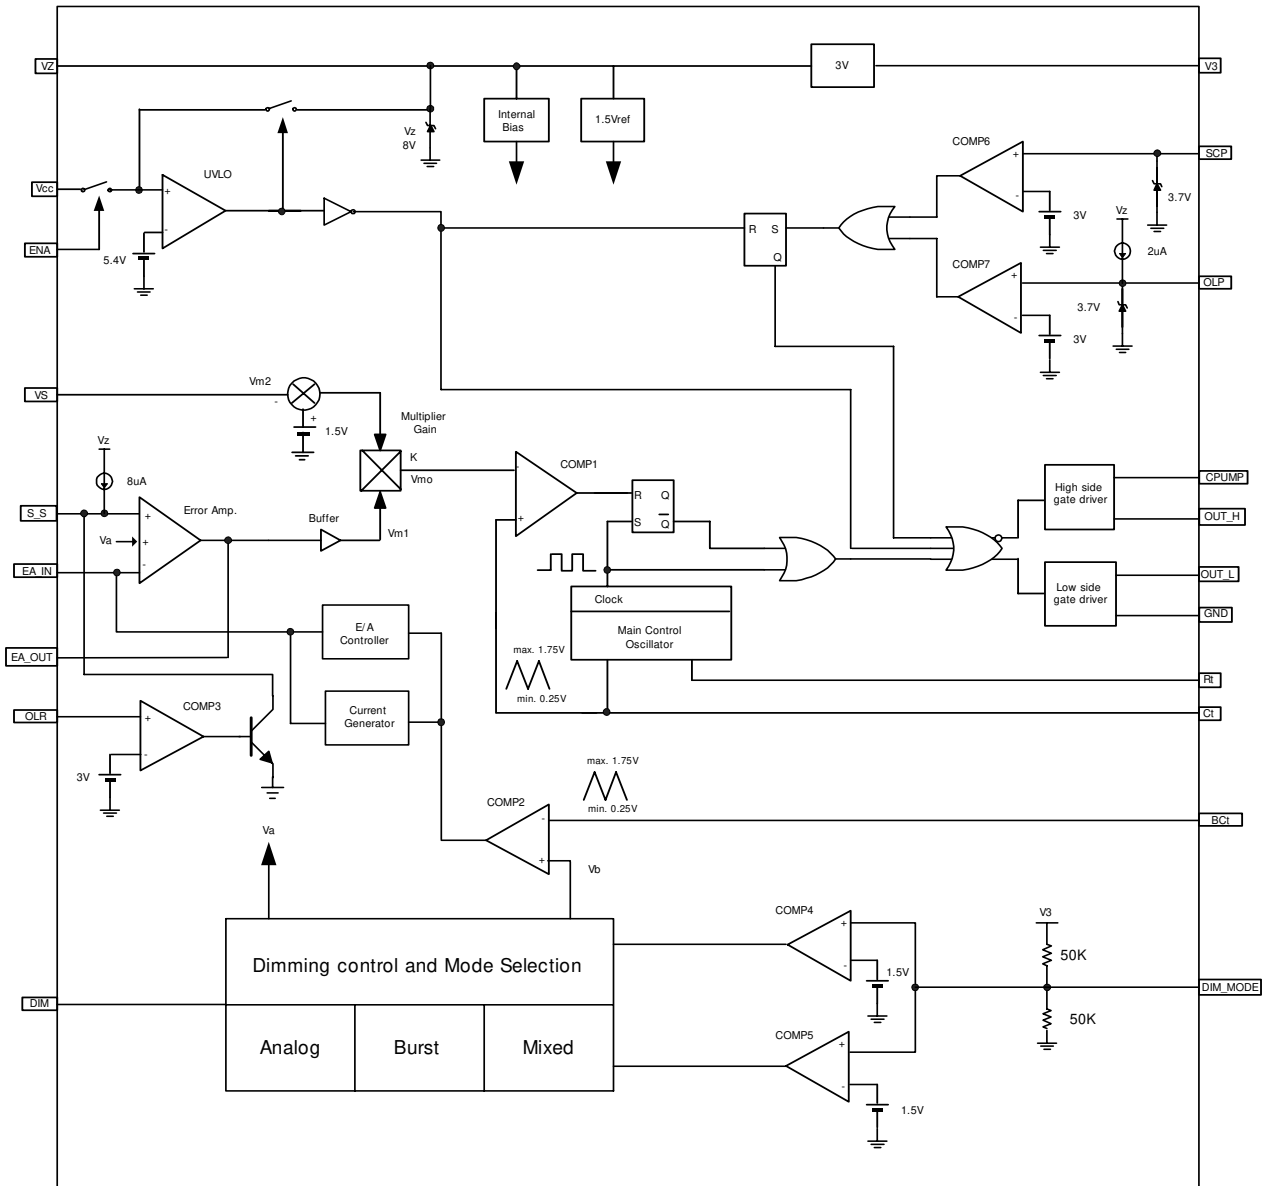 VZ
3V
V3
Internal
Bias
1.5Vref
Vz
8V
COMP6
+
-
SCP
3.7V
3V
Vcc
UVLO
+
-
ENA
5.4V
R S
Q
Vz
2uA
COMP7
+
-
OLP
3.7V
3V
VS
Vm2
-
+
1.5V
Multiplier
Gain
K
Vmo
Vz
8uA
COMP1
-
+
R Q
S Q
High side
gate driver
CPUMP
OUT_H
S_S
Error Amp.
+
Va
+
-
Buffer
Vm1
EA_IN
Low side
gate driver
OUT_L
GND
Clock
Main Control
Oscillator
E/A
Controller
EA_OUT
max. 1.75V
min. 0.25V
Rt
Ct
OLR
COMP3
+
-
3V
Current
Generator
max. 1.75V
min. 0.25V
COMP2
-
+
BCt
Va
Vb
COMP4
+
-
1.5V
V3
50K
50K
DIM_MODE
Dimming control and Mode Selection
DIM
Analog
Burst
Mixed
COMP5
+
-
1.5V